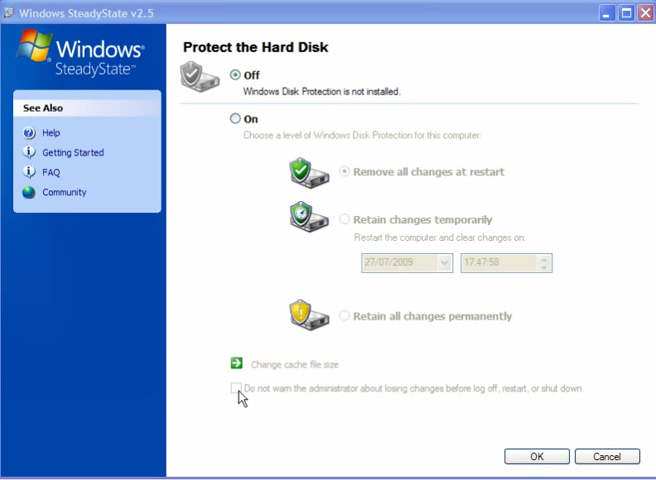 Windows SteadyState v2.5
Windows®
SteadyState™
See Also
Help
Getting Started
FAQ
Community
Protect the Hard Disk
Off
Windows Disk Protection is not installed.
On
Choose a level of Windows Disk Protection for this computer:
Remove all changes at restart
Retain changes temporarily
Restart the computer and clear changes on:
27/07/2009 17:47:58
Retain all changes permanently
Change cache file size
Do not warn the administrator about losing changes before log off, restart, or shut down.
OK Cancel